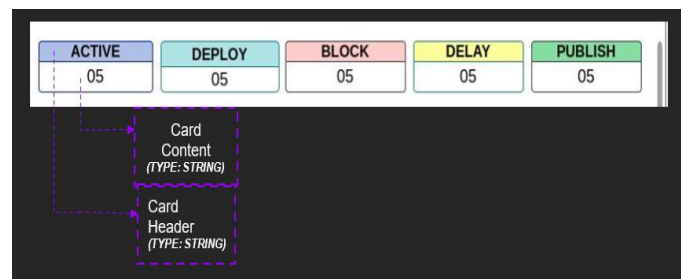 ACTIVE DEPLOY BLOCK DELAY PUBLISH
05 05 05 05 05
Card
Content
(TYPE: STRING)
Card
Header
(TYPE: STRING)